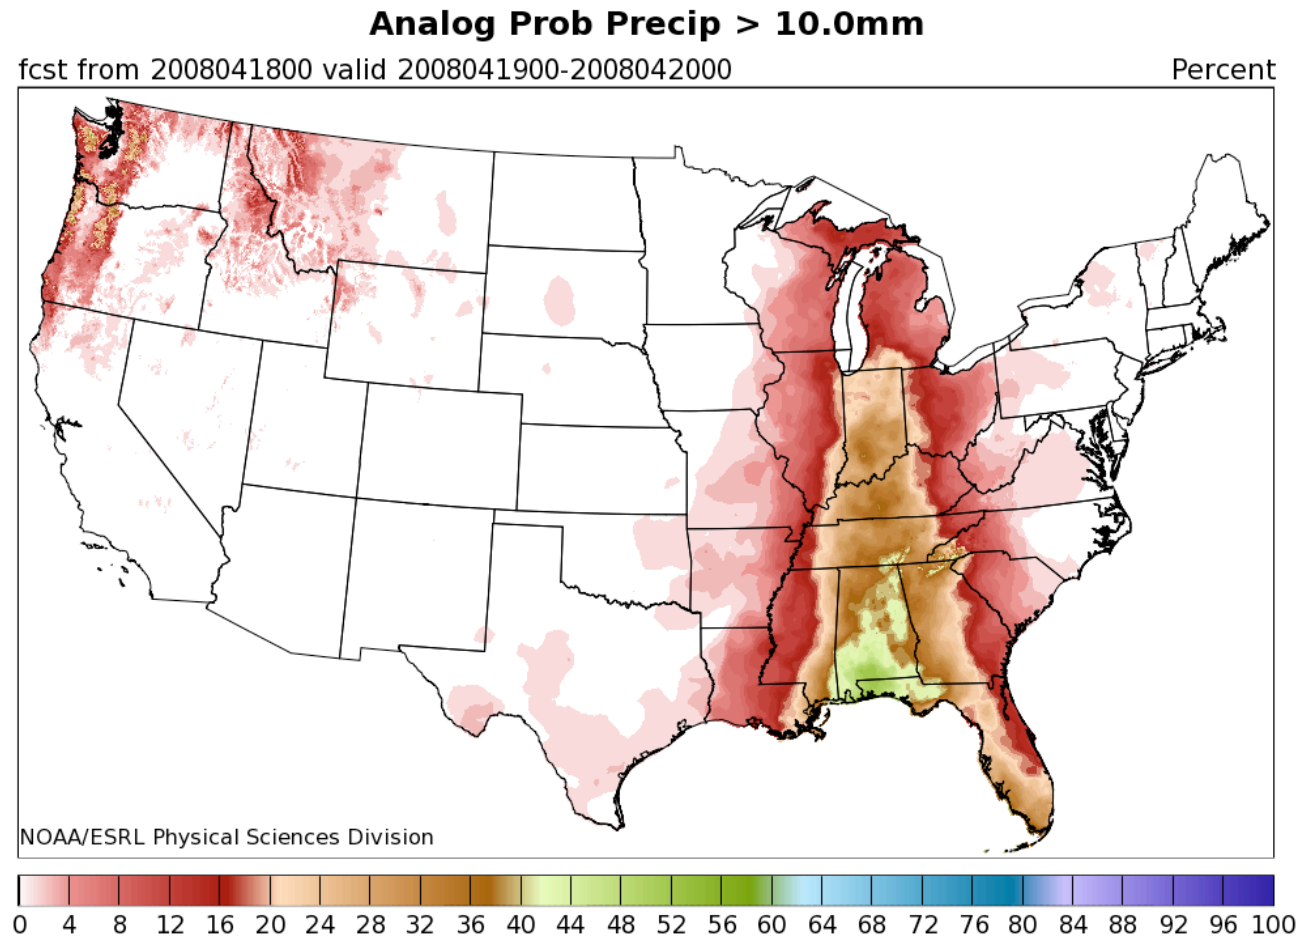 Analog Prob Precip > 10.0mm
fcst from 2008041800 valid 2008041900-2008042000 Percent
NOAA/ESRL Physical Sciences Division
0 4 8 12 16 20 24 28 32 36 40 44 48 52 56 60 64 68 72 76 80 84 88 92 96 100